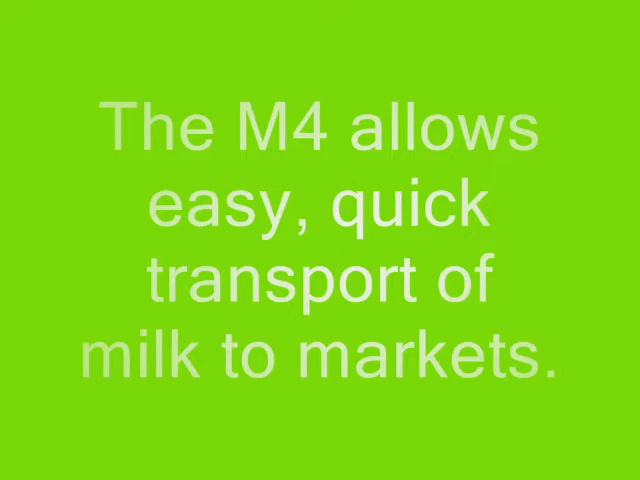 The M4 allows
easy, quick
transport of
milk to markets.